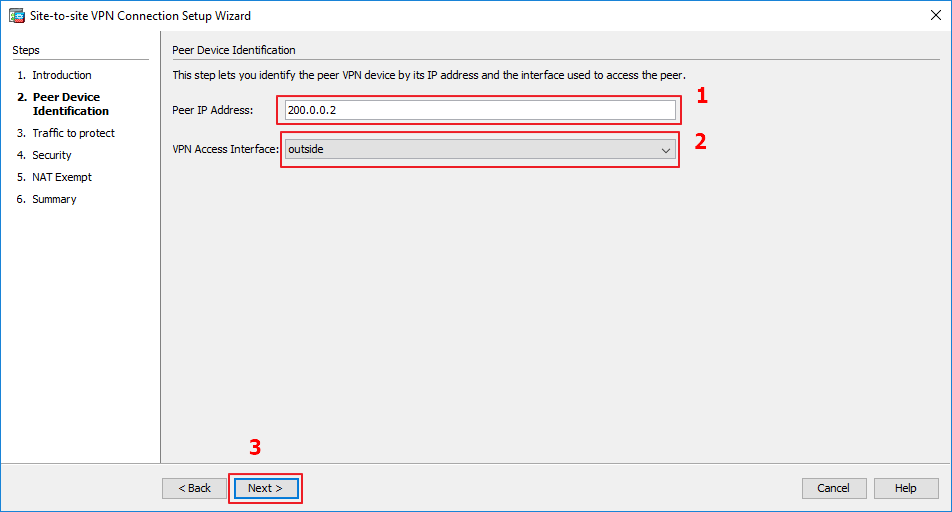 Site-to-site VPN Connection Setup Wizard
Steps
1. Introduction
2. Peer Device
Identification
3. Traffic to protect
4. Security
5. NAT Exempt
6. Summary
Peer Device Identification
This step lets you identify the peer VPN device by its IP address and the interface used to access the peer.
Peer IP Address: 200.0.0.2 1
VPN Access Interface: outside 2
3
< Back Next > Cancel Help